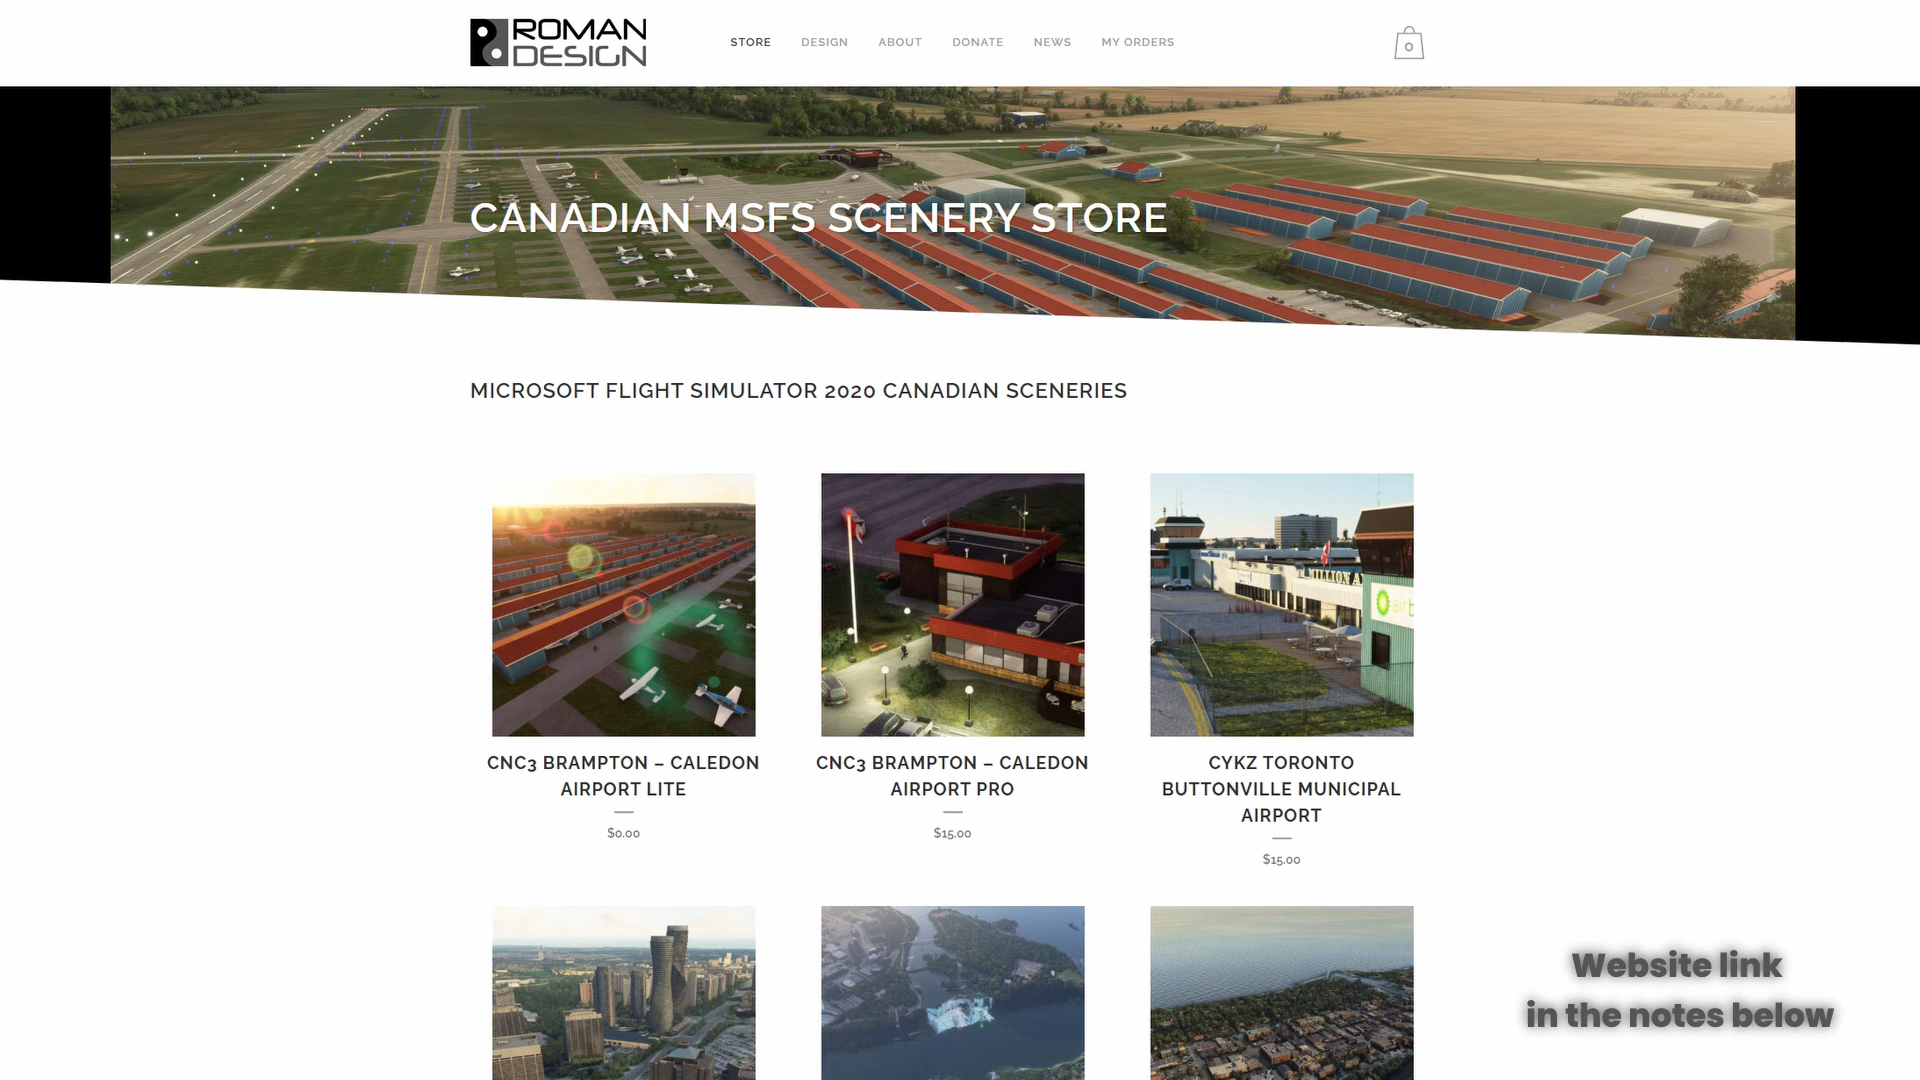 ROMAN
DESIGN
STORE
DESIGN
ABOUT
DONATE
NEWS
MY ORDERS
0
CANADIAN MSFS SCENERY STORE
MICROSOFT FLIGHT SIMULATOR 2020 CANADIAN SCENERIES
CNC3 BRAMPTON – CALEDON
AIRPORT LITE
$0.00
CNC3 BRAMPTON – CALEDON
AIRPORT PRO
$15.00
CYKZ TORONTO
BUTTONVILLE MUNICIPAL
AIRPORT
$15.00
Website link
in the notes below